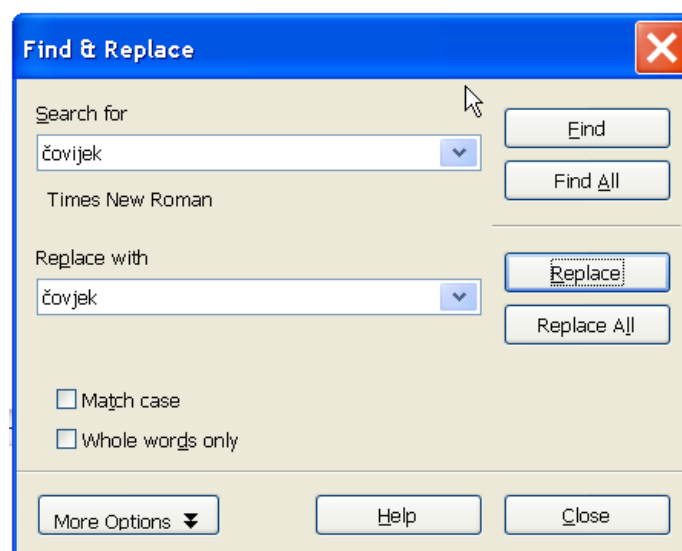 Find & Replace
Search for
čovijek
Times New Roman
Find
Find All
Replace with
čovjek
Replace
Replace All
Match case
Whole words only
More Options
Help
Close